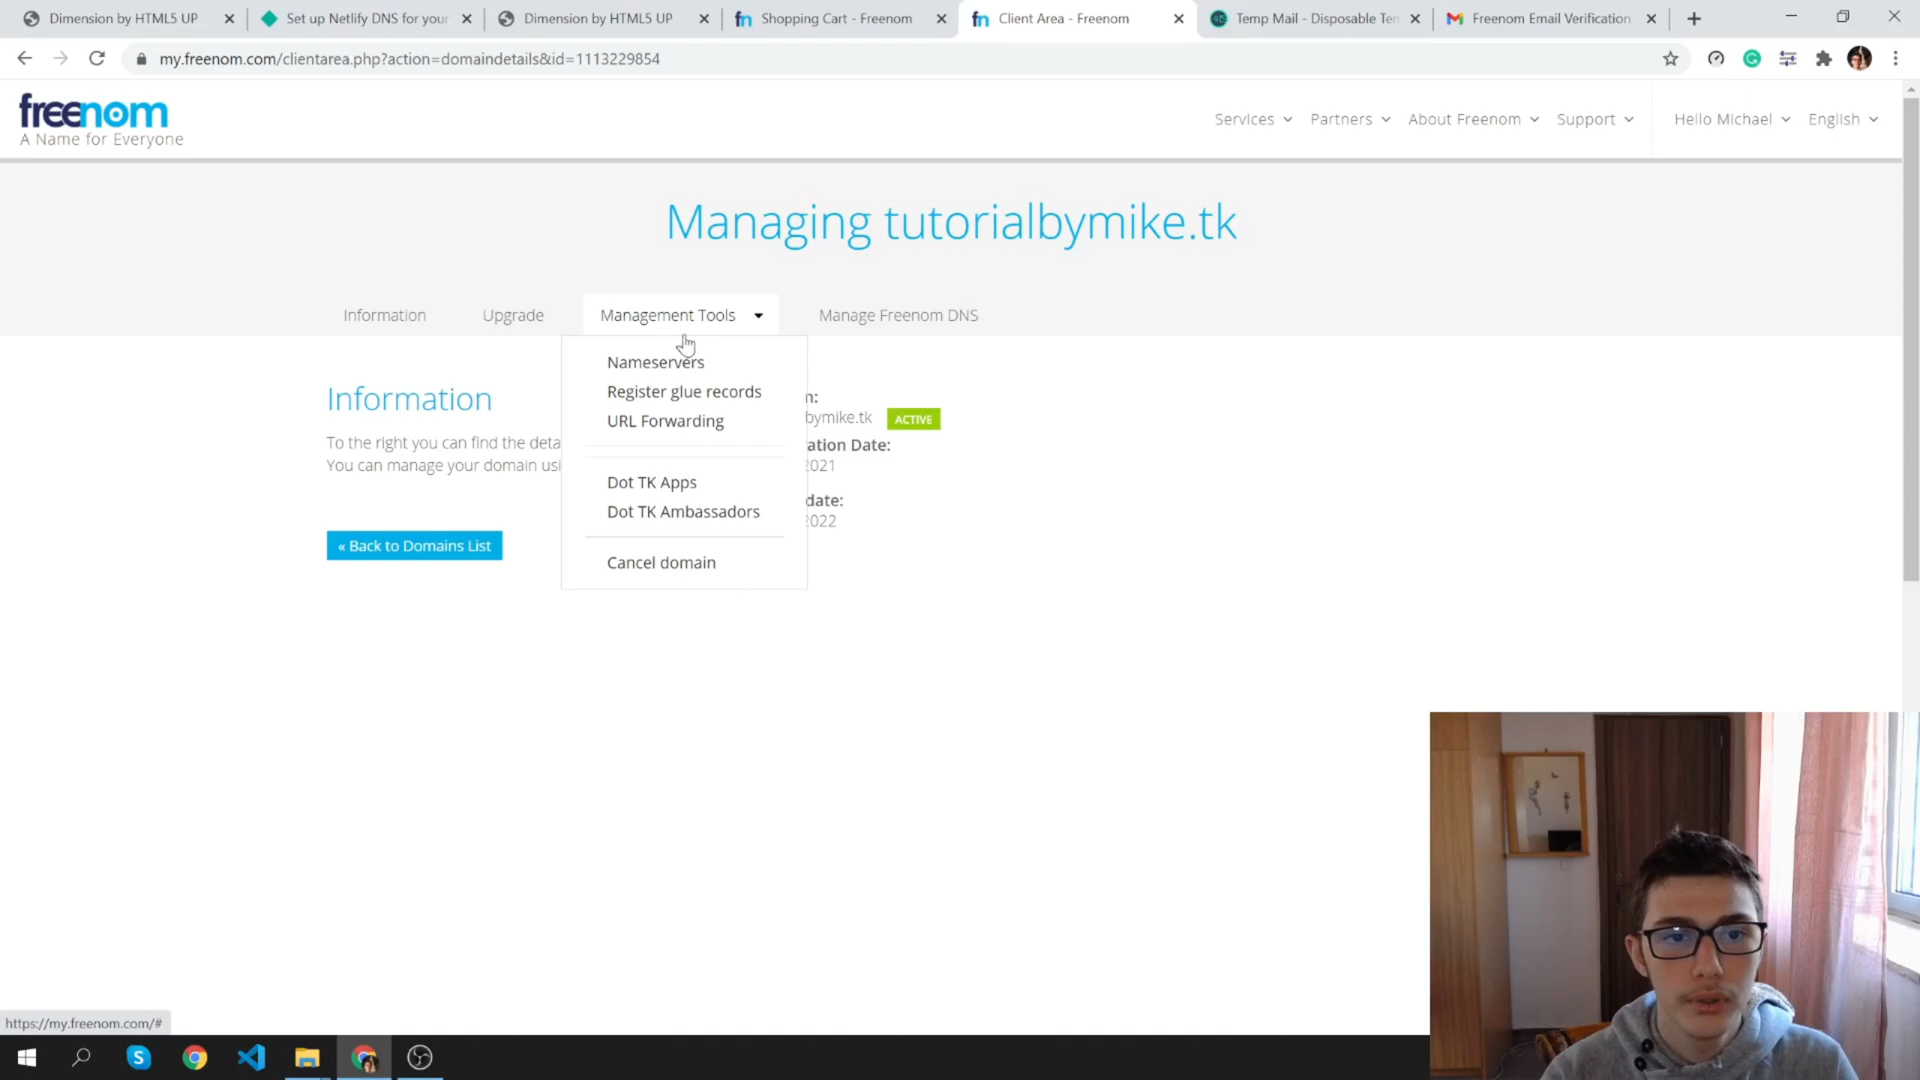 Dimension by HTML5 UP
Set up Netlify DNS for your
Dimension by HTML5 UP
Shopping Cart - Freenom
Client Area - Freenom
Temp Mail - Disposable Ten
Freenom Email Verification
my.freenom.com/clientarea.php?action=domaindetails&id=1113229854
freenom
A Name for Everyone
Services
Partners
About Freenom
Support
Hello Michael
English
Managing tutorialbymike.tk
Information
Upgrade
Management Tools
Manage Freenom DNS
Nameservers
Register glue records
URL Forwarding
Dot TK Apps
Dot TK Ambassadors
Cancel domain
Information
To the right you can find the deta
You can manage your domain usi
« Back to Domains List
n:
bymike.tk ACTIVE
ation Date:
2021
date:
2022
https://my.freenom.com/#